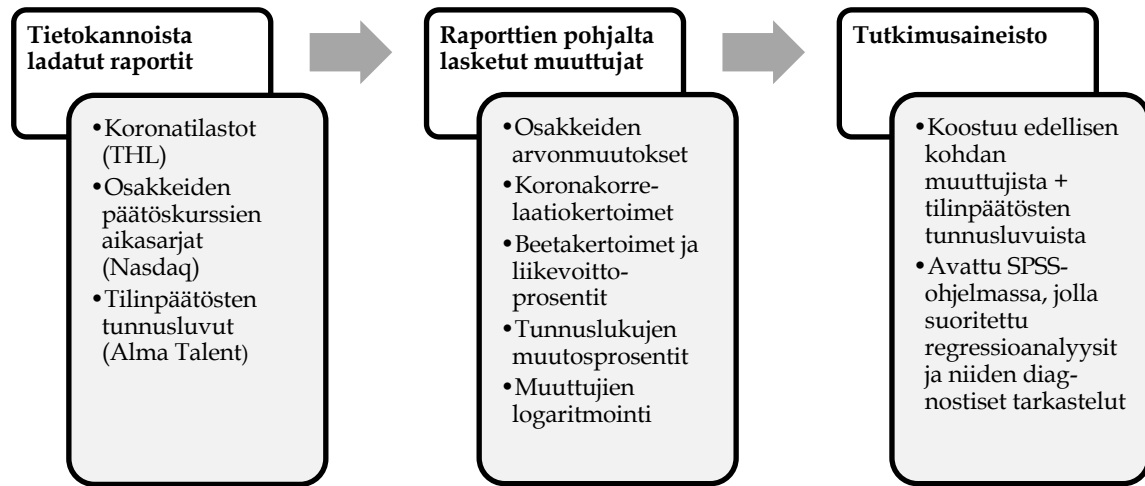 Tietokannoista
ladatut raportit
•Koronatilastot
(THL)
•Osakkeiden
päätöskurssien
aikasarjat
(Nasdaq)
•Tilinpäätösten
tunnusluvut
(Alma Talent)
Raporttien pohjalta
lasketut muuttujat
•Osakkeiden
arvonmuutokset
•Koronakorre-
laatiokertoimet
•Beetakertoimet ja
liikevoitto-
prosentit
•Tunnuslukujen
muutosprosentit
•Muuttujien
logaritmointi
Tutkimusaineisto
•Koostuu edellisen
kohdan
muuttujista +
tilinpäätösten
tunnusluvuista
•Avattu SPSS-
ohjelmassa, jolla
suoritettu
regressioanalyysit
ja niiden diag-
nostiset tarkastelut